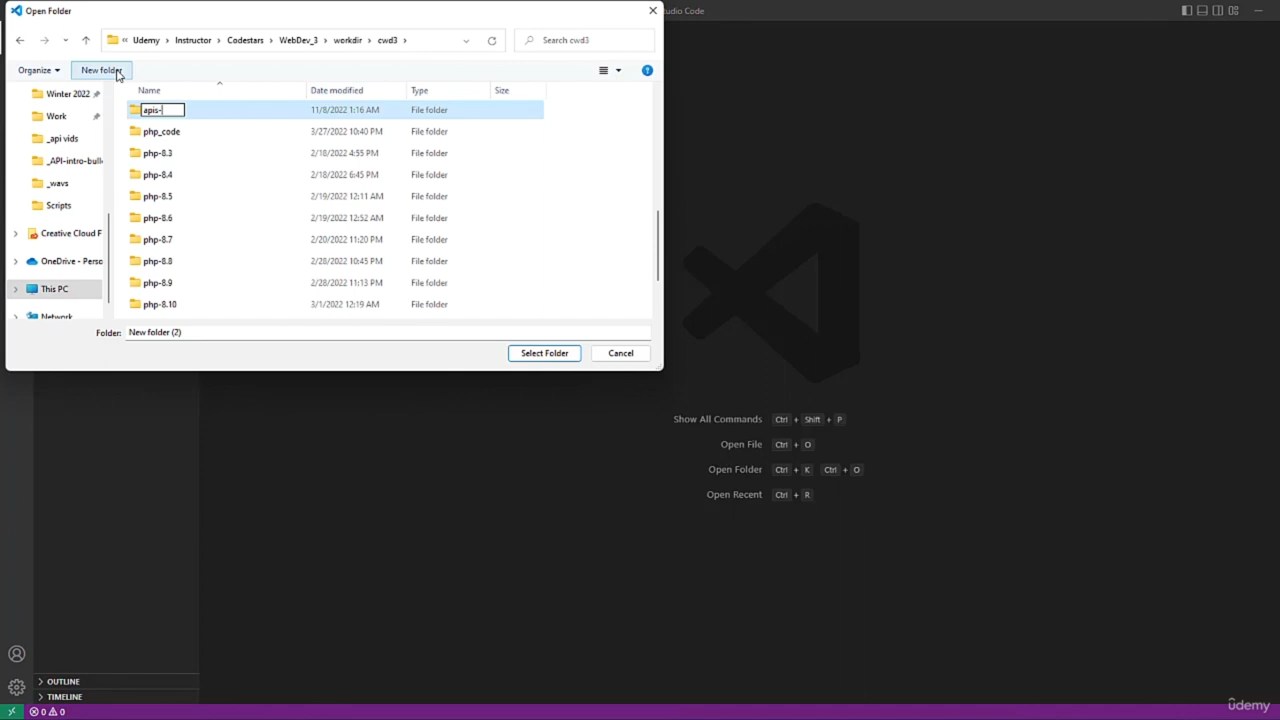 Open Folder
Udemy > Instructor > Codestars > WebDev_3 > workdir > cwd3 >
Search cwd3
Organize
New folder
Name
Date modified
Type
Size
Winter 2022
Work
_api vids
_API-intro-bull
_wavs
Scripts
Creative Cloud F
OneDrive - Perso
This PC
Network
apis- 11/8/2022 1:16 AM File folder
php_code 3/27/2022 10:40 PM File folder
php-8.3 2/18/2022 4:55 PM File folder
php-8.4 2/18/2022 6:45 PM File folder
php-8.5 2/19/2022 12:11 AM File folder
php-8.6 2/19/2022 12:52 AM File folder
php-8.7 2/20/2022 11:20 PM File folder
php-8.8 2/28/2022 10:45 PM File folder
php-8.9 2/28/2022 11:13 PM File folder
php-8.10 3/1/2022 12:19 AM File folder
Folder: New folder (2)
Select Folder
Cancel
Code
Show All Commands Ctrl + Shift + P
Open File Ctrl + O
Open Folder Ctrl + K Ctrl + O
Open Recent Ctrl + R
OUTLINE
TIMELINE
0 0
udemy